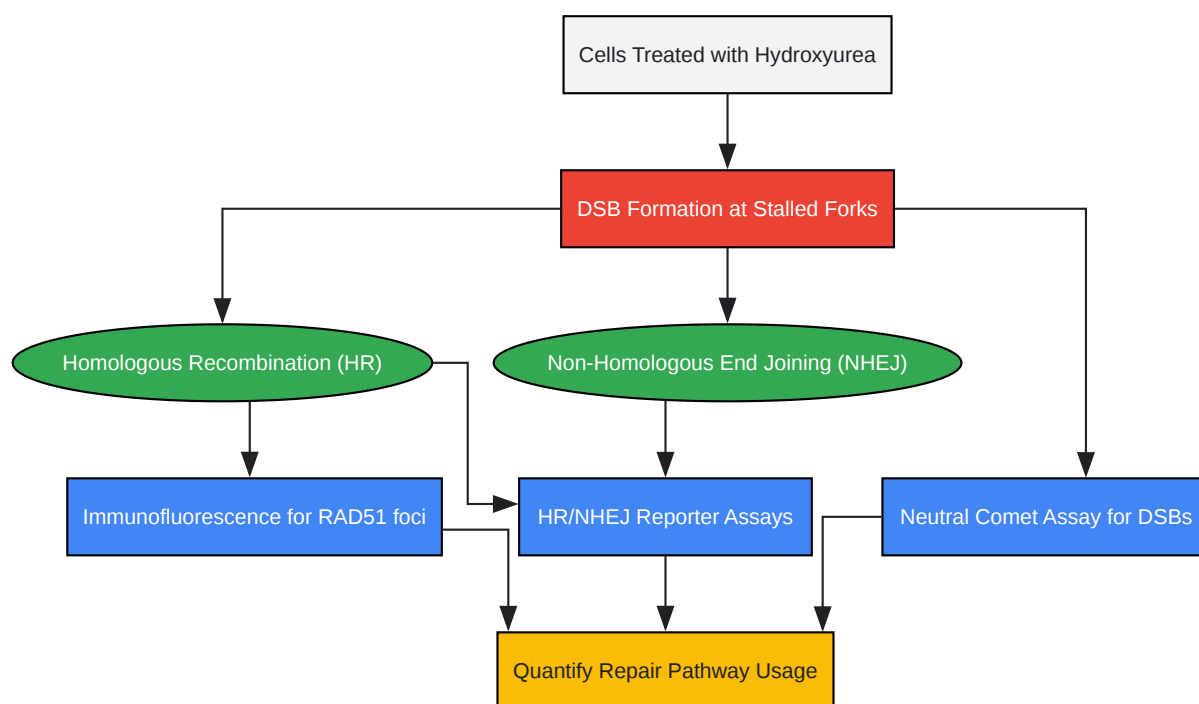 Cells Treated with Hydroxyurea
DSB Formation at Stalled Forks
Homologous Recombination (HR)
Non-Homologous End Joining (NHEJ)
Immunofluorescence for RAD51 foci
HR/NHEJ Reporter Assays
Neutral Comet Assay for DSBs
Quantify Repair Pathway Usage